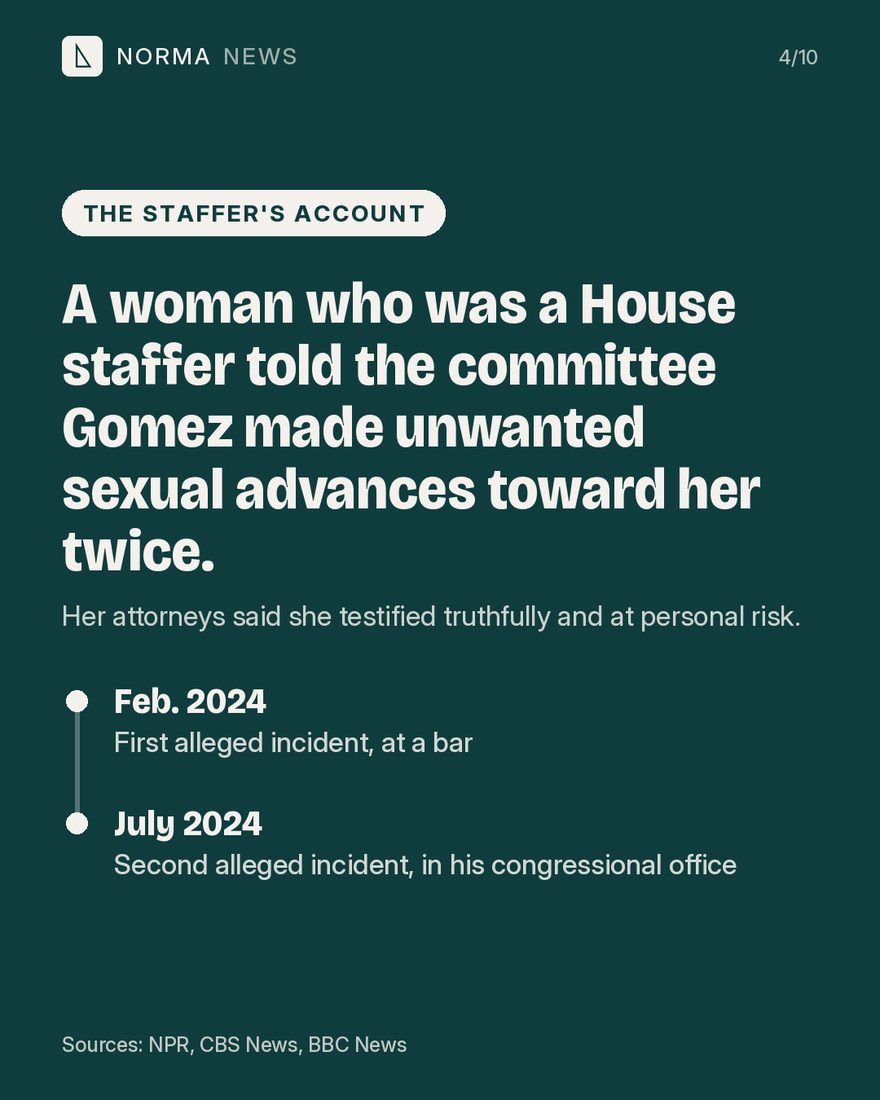 NORMA NEWS
4/10
THE STAFFER'S ACCOUNT
A woman who was a House
staffer told the committee
Gomez made unwanted
sexual advances toward her
twice.
Her attorneys said she testified truthfully and at personal risk.
Feb. 2024
First alleged incident, at a bar
July 2024
Second alleged incident, in his congressional office
Sources: NPR, CBS News, BBC News